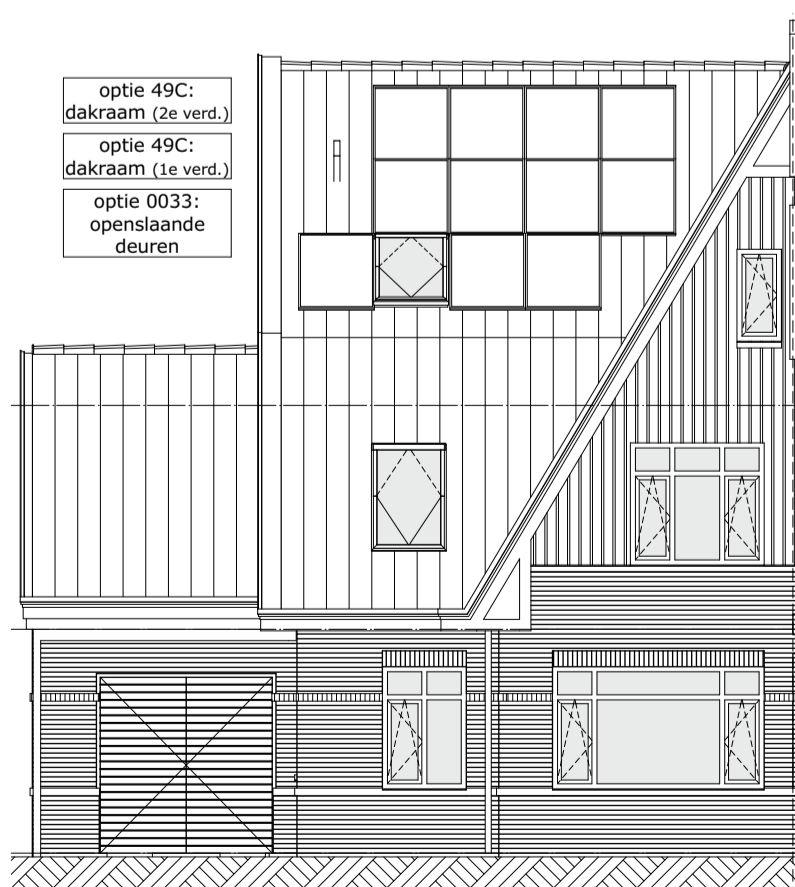 optie 49C:
dakraam (2e verd.)
optie 49C:
dakraam (1e verd.)
optie 0033:
openslaande
deuren